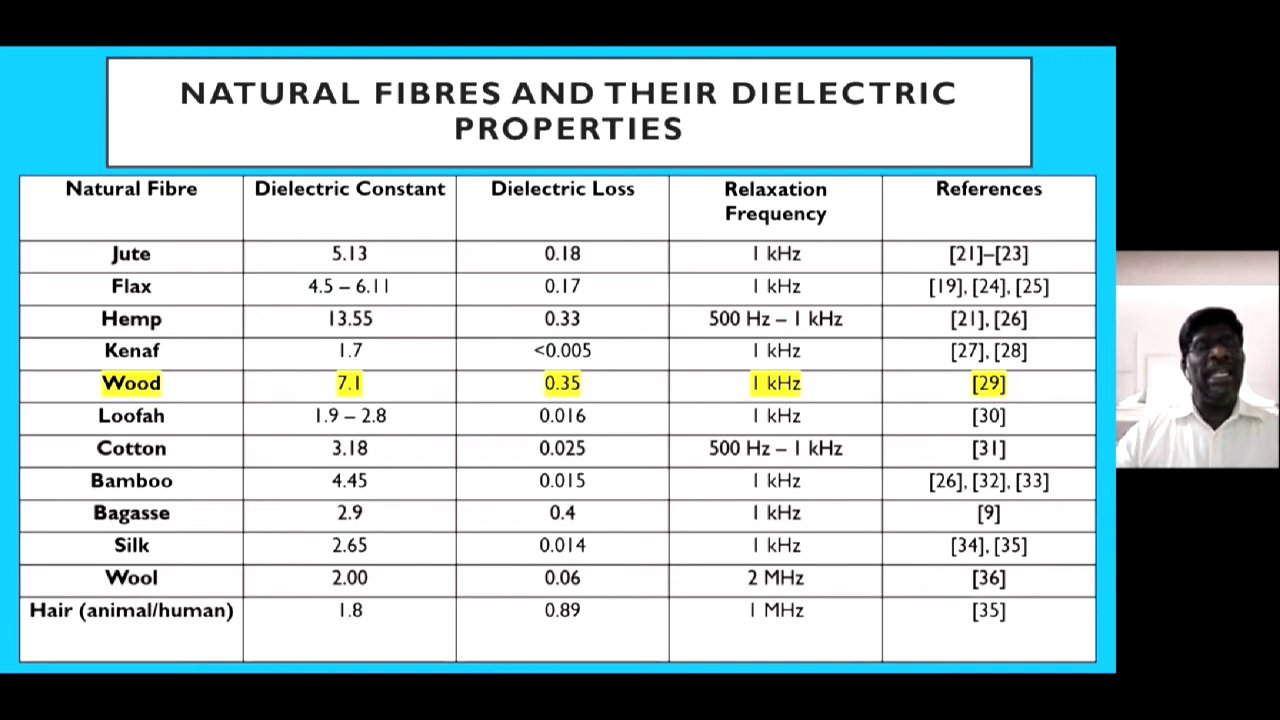 NATURAL FIBRES AND THEIR DIELECTRIC
PROPERTIES
Natural Fibre Dielectric Constant Dielectric Loss Relaxation Frequency References
Jute 5.13 0.18 1 kHz [21]–[23]
Flax 4.5 – 6.11 0.17 1 kHz [19], [24], [25]
Hemp 13.55 0.33 500 Hz – 1 kHz [21], [26]
Kenaf 1.7 <0.005 1 kHz [27], [28]
Wood 7.1 0.35 1 kHz [29]
Loofah 1.9 – 2.8 0.016 1 kHz [30]
Cotton 3.18 0.025 500 Hz – 1 kHz [31]
Bamboo 4.45 0.015 1 kHz [26], [32], [33]
Bagasse 2.9 0.4 1 kHz [9]
Silk 2.65 0.014 1 kHz [34], [35]
Wool 2.00 0.06 2 MHz [36]
Hair (animal/human) 1.8 0.89 1 MHz [35]